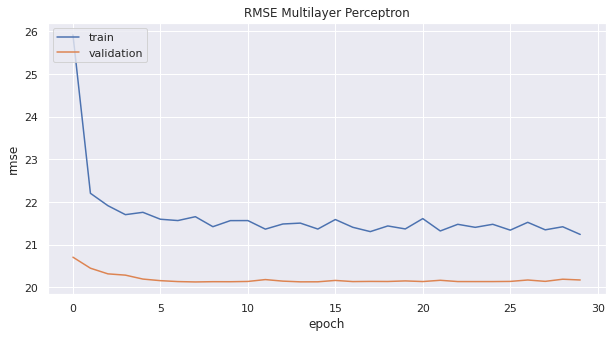 RMSE Multilayer Perceptron
train
validation
rmse
26
25
24
23
22
21
20
0 5 10 15 20 25 30
epoch